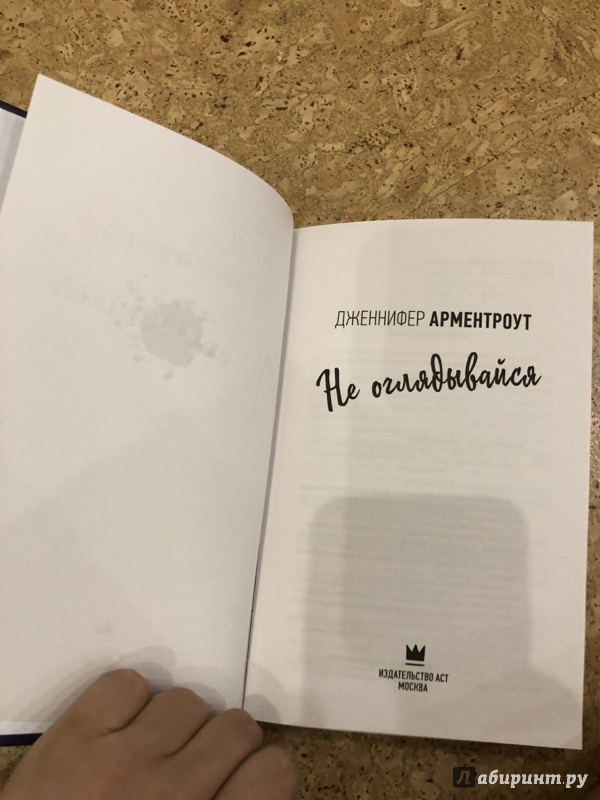 ДЖЕННИФЕР АРМЕНТРОУТ
Не оглядывайся
ИЗДАТЕЛЬСТВО АСТ
МОСКВА
Лабиринт.ру